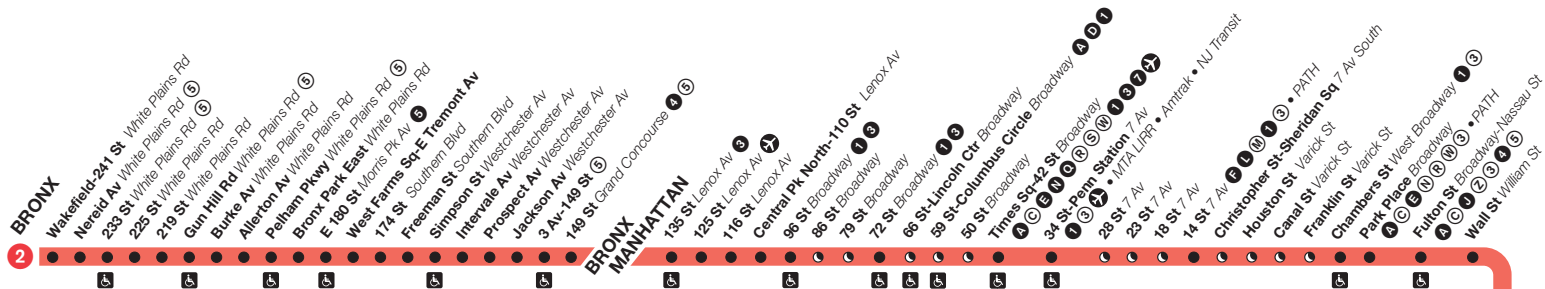 2
BRONX
Wakefield-241 St White Plains Rd
Nereid Av White Plains Rd 5
233 St White Plains Rd 5
225 St White Plains Rd
219 St White Plains Rd
Gun Hill Rd White Plains Rd 5
Burke Av White Plains Rd
Allerton Av White Plains Rd
Pelham Pkwy White Plains Rd 5
Bronx Park East White Plains Rd
E 180 St Morris Pk Av 5
West Farms Sq-E Tremont Av
174 St Southern Blvd
Freeman St Southern Blvd
Simpson St Westchester Av
Intervale Av Westchester Av
Prospect Av Westchester Av
Jackson Av Westchester Av
3 Av-149 St 5
149 St Grand Concourse 4 5
BRONX
MANHATTAN
135 St Lenox Av 3
125 St Lenox Av
116 St Lenox Av
Central Pk North-110 St Lenox Av
96 St Broadway 1 3
86 St Broadway
79 St Broadway
72 St Broadway 1 3
66 St-Lincoln Ctr Broadway
59 St-Columbus Circle Broadway A D 1
50 St Broadway
Times Sq-42 St Broadway
A C E N Q R S W 1 3 7
34 St-Penn Station 7 Av
1 3 • MTA LIRR • Amtrak • NJ Transit
28 St 7 Av
23 St 7 Av
18 St 7 Av
14 St 7 Av F L M 1 3 • PATH
Christopher St-Sheridan Sq 7 Av South
Houston St Varick St
Canal St Varick St
Franklin St Varick St
Chambers St West Broadway 1 3
Park Place Broadway
A C E N R W 3 • PATH
Fulton St Broadway-Nassau St
A C J Z 3 4 5
Wall St William St